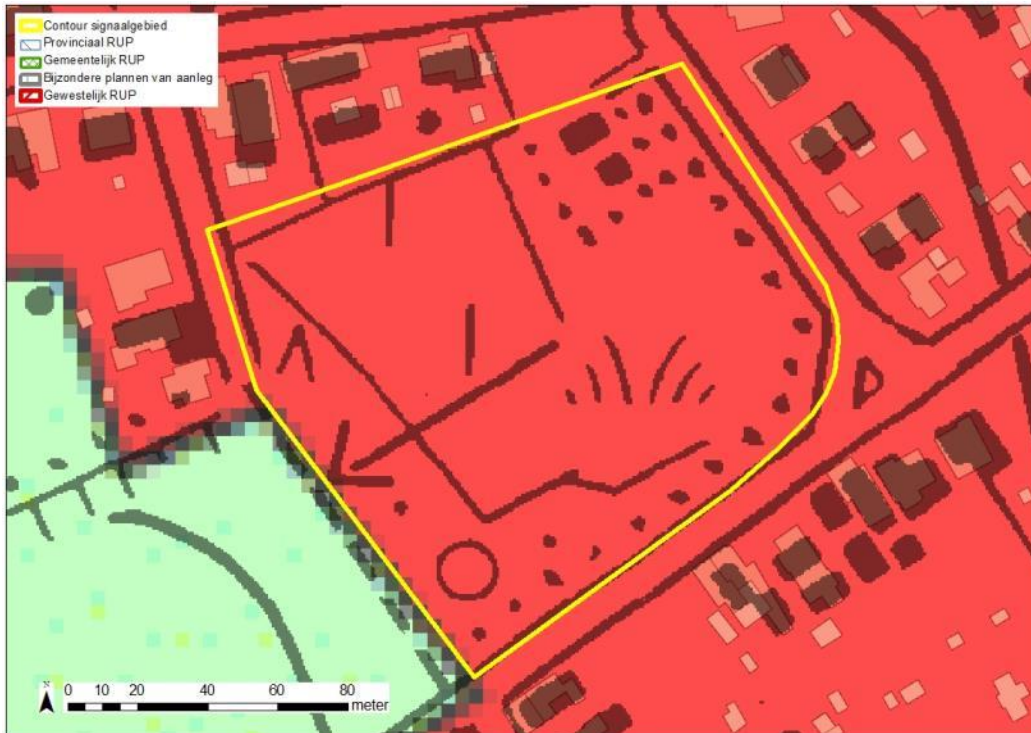 Contour signaalgebied
Provinciaal RUP
Gemeentelijk RUP
Bijzondere plannen van aanleg
Gewestelijk RUP
N
0 10 20 40 60 80
meter